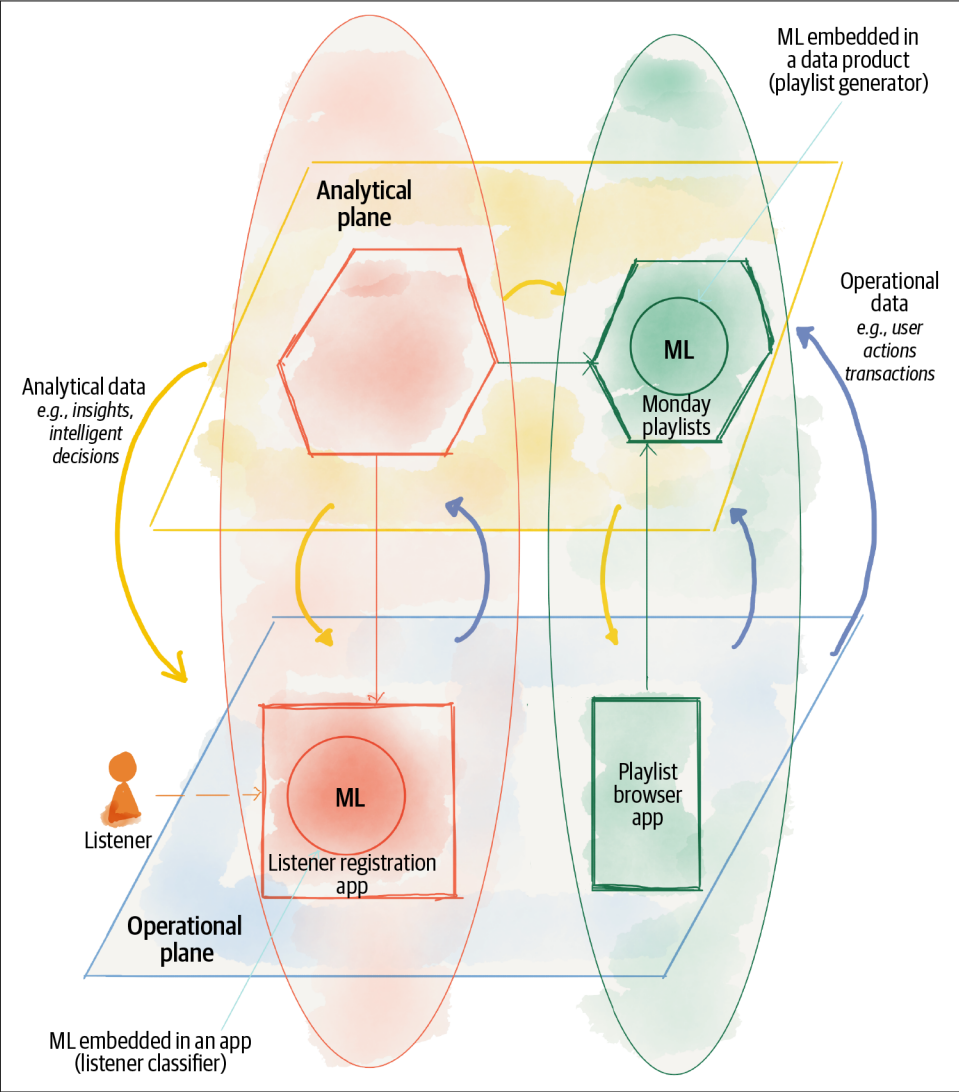 ML embedded in
a data product
(playlist generator)
Analytical
plane
Operational
data
e.g., user
actions
transactions
ML
Monday
playlists
Analytical data
e.g., insights,
intelligent
decisions
Listener
ML
Listener registration
app
Playlist
browser
app
Operational
plane
ML embedded in an app
(listener classifier)